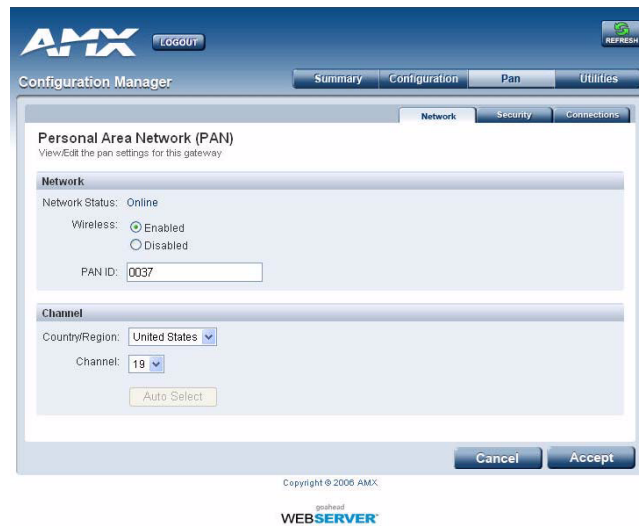 AMX LOGOUT REFRESH
Configuration Manager Summary Configuration Pan Utilities
Network Security Connections
Personal Area Network (PAN)
View/Edit the pan settings for this gateway
Network
Network Status: Online
Wireless: Enabled
Disabled
PAN ID: 0037
Channel
Country/Region: United States
Channel: 19
Auto Select
Cancel Accept
Copyright © 2006 AMX
goahead
WEBSERVER